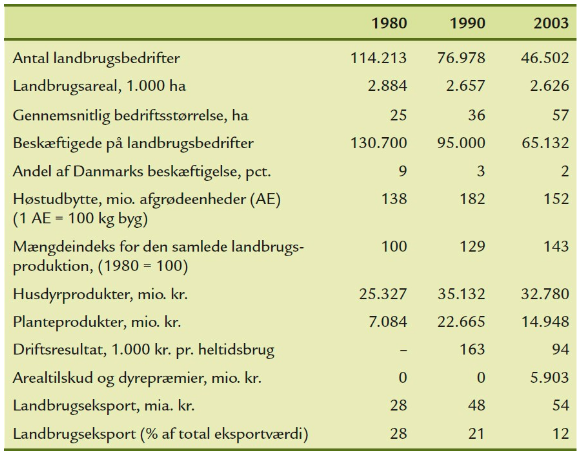 1980 1990 2003
Antal landbrugsbedrifter 114.213 76.978 46.502
Landbrugsareal, 1.000 ha 2.884 2.657 2.626
Gennemsnitlig bedriftsstørrelse, ha 25 36 57
Beskæftigede på landbrugsbedrifter 130.700 95.000 65.132
Andel af Danmarks beskæftigelse, pct. 9 3 2
Høstudbytte, mio. afgrødeenheder (AE) 138 182 152
(1 AE = 100 kg byg)
Mængdeindeks for den samlede landbrugs- 100 129 143
produktion, (1980 = 100)
Husdyrprodukter, mio. kr. 25.327 35.132 32.780
Planteprodukter, mio. kr. 7.084 22.665 14.948
Driftsresultat, 1.000 kr. pr. heltidsbrug – 163 94
Arealtilskud og dyrepræmier, mio. kr. 0 0 5.903
Landbrugseksport, mia. kr. 28 48 54
Landbrugseksport (% af total eksportværdi) 28 21 12